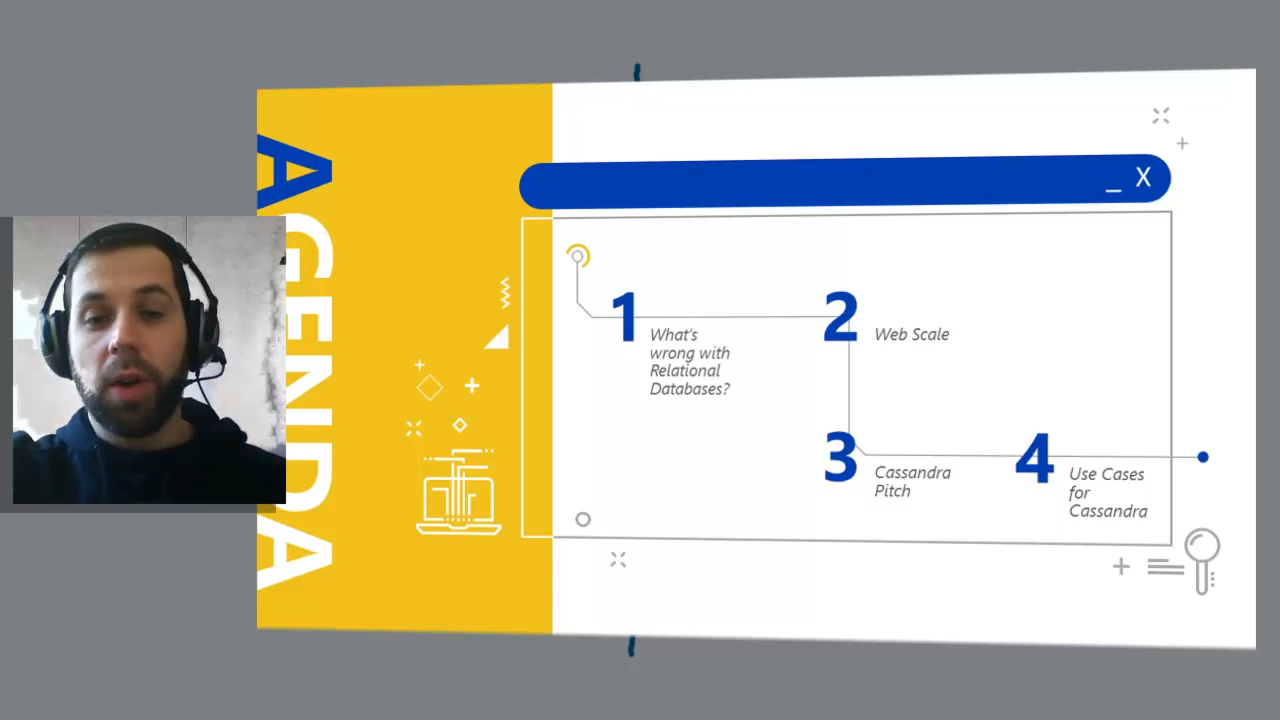 AGENDA
_ X
1
What's
wrong with
Relational
Databases?
2
Web Scale
3
Cassandra
Pitch
4
Use Cases
for
Cassandra